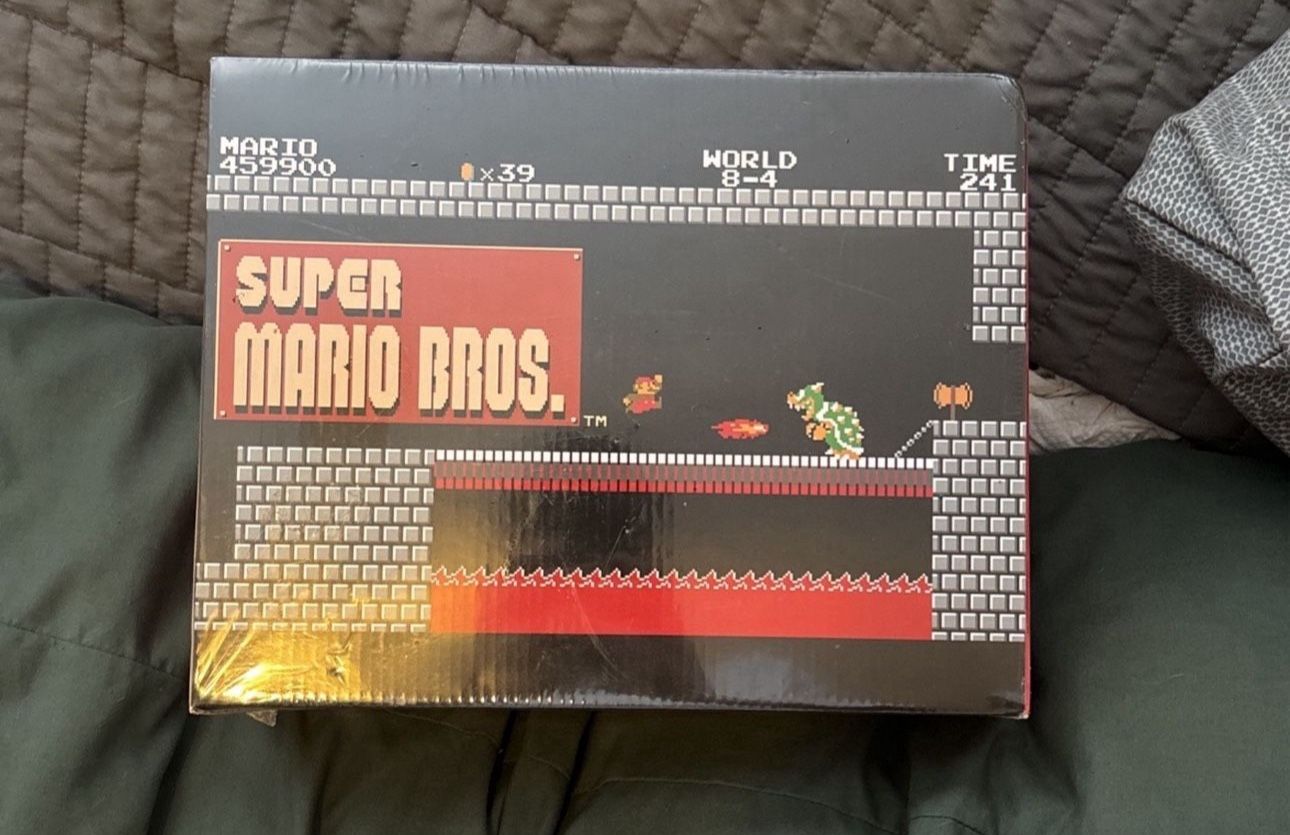 MARIO
459900
×39
WORLD
8-4
TIME
241
SUPER
MARIO BROS.
TM